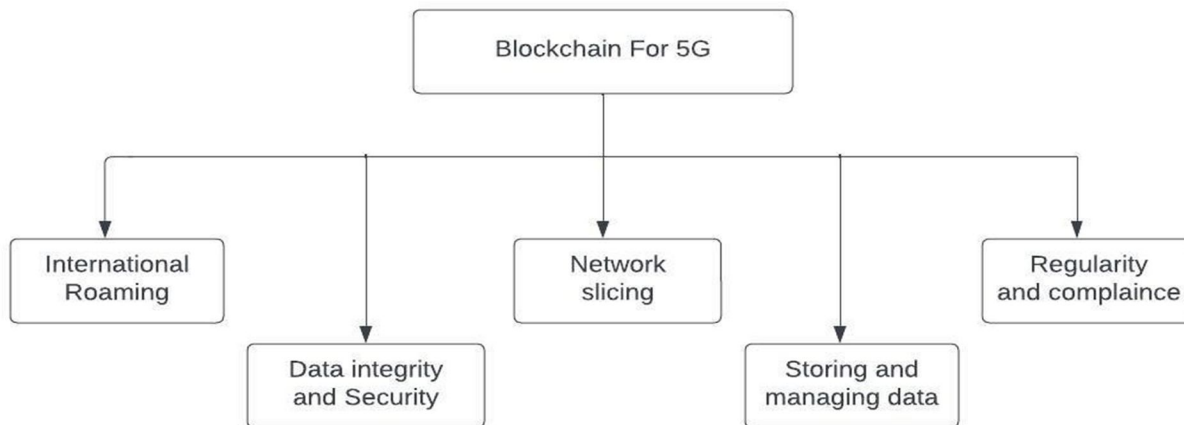 Blockchain For 5G
International
Roaming
Network
slicing
Regularity
and complaince
Data integrity
and Security
Storing and
managing data